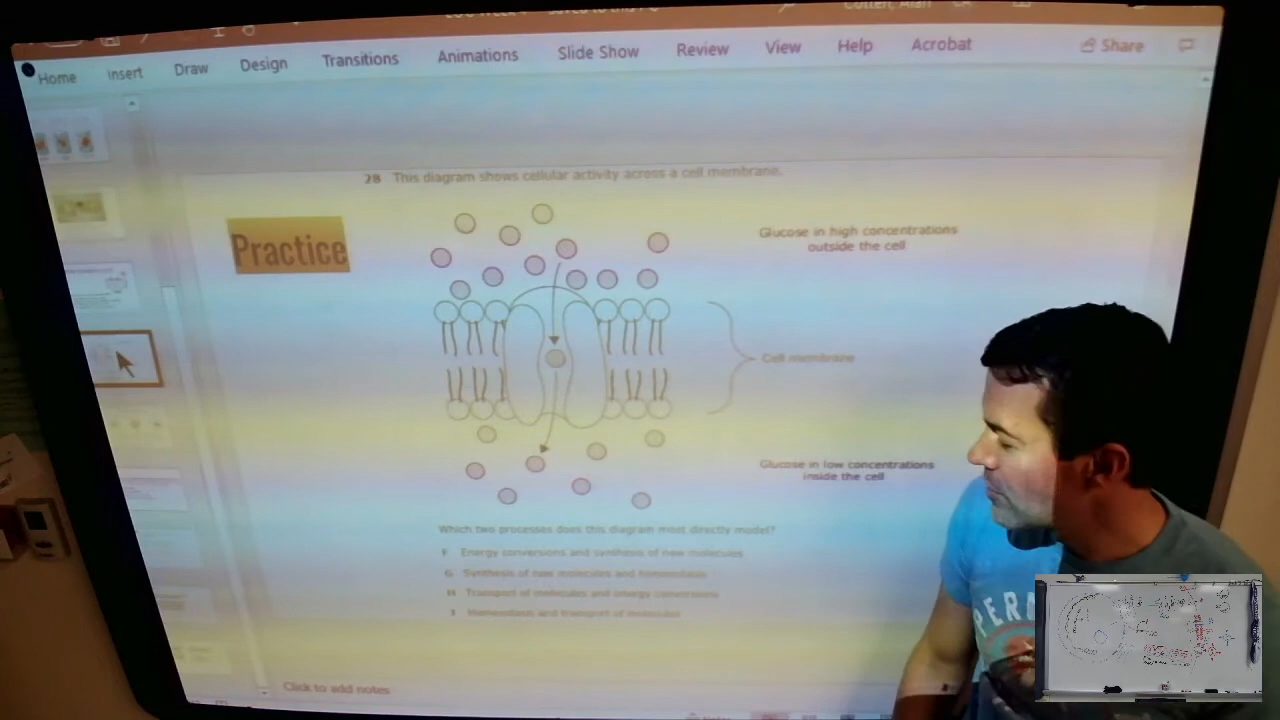 Home Insert Draw Design Transitions Animations Slide Show Review View Help Acrobat Share
28 This diagram shows cellular activity across a cell membrane.
Practice
Glucose in high concentrations
outside the cell
Cell membrane
Glucose in low concentrations
inside the cell
Which two processes does this diagram most directly model?
F Energy conversions and synthesis of new molecules
G Synthesis of new molecules and homeostasis
H Transport of molecules and energy conversions
J Homeostasis and transport of molecules
Click to add notes